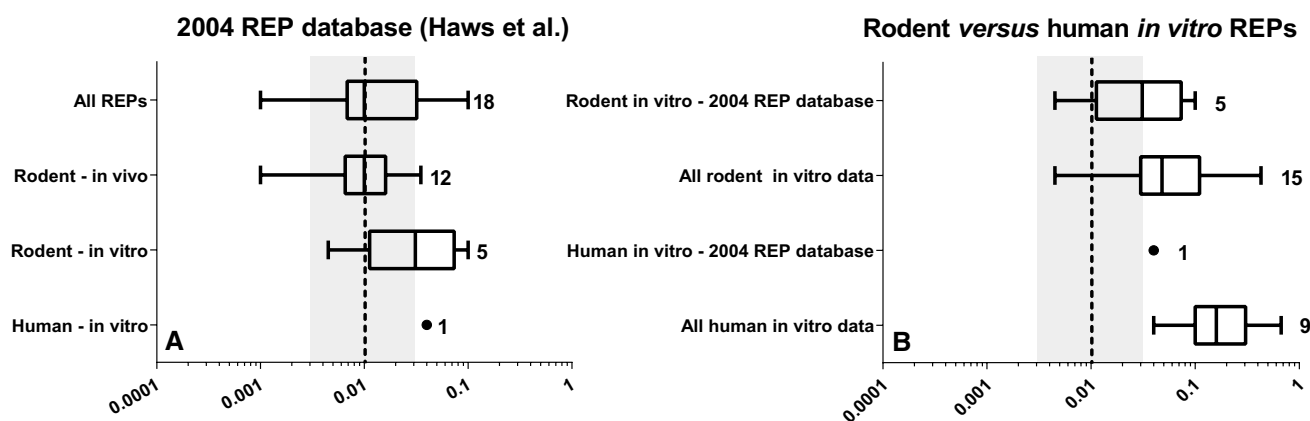 2004 REP database (Haws et al.)
All REPs
18
Rodent - in vivo
12
Rodent - in vitro
5
Human - in vitro
1
A
0.0001
0.001
0.01
0.1
1
Rodent versus human in vitro REPs
Rodent in vitro - 2004 REP database
5
All rodent in vitro data
15
Human in vitro - 2004 REP database
1
All human in vitro data
9
B
0.0001
0.001
0.01
0.1
1